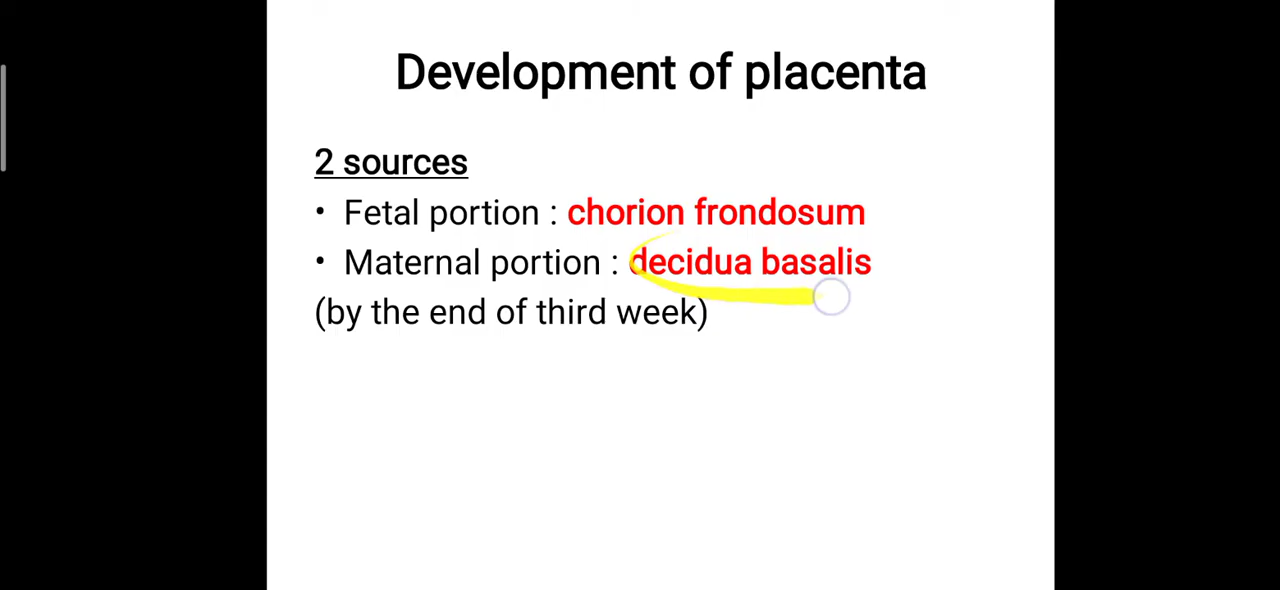 Development of placenta
2 sources
• Fetal portion : chorion frondosum
• Maternal portion : decidua basalis
(by the end of third week)